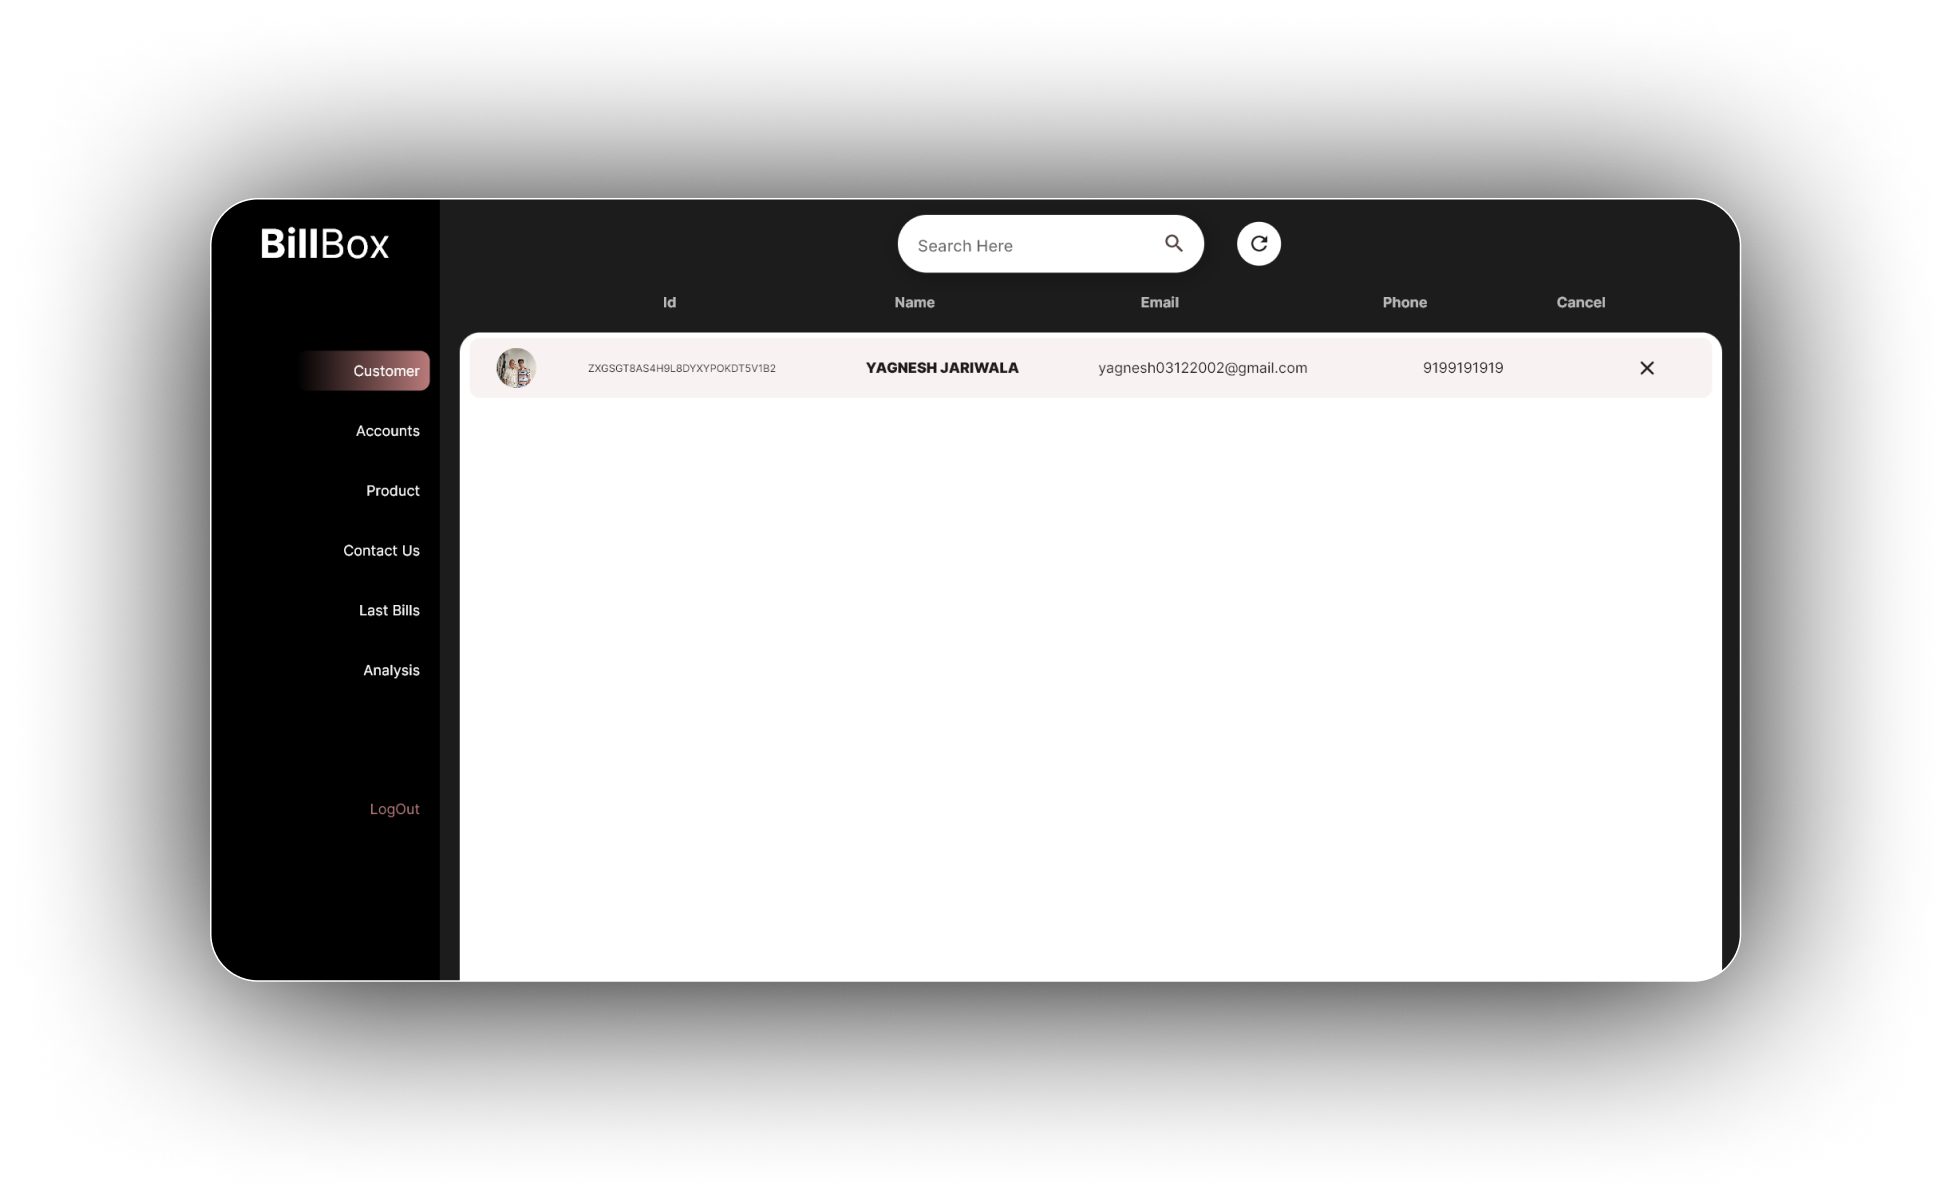 BillBox
Search Here
Id Name Email Phone Cancel
ZXGSGT8AS4H9L8DYXYPOKDT5V1B2 YAGNESH JARIWALA yagnesh03122002@gmail.com 9199191919
Customer
Accounts
Product
Contact Us
Last Bills
Analysis
LogOut